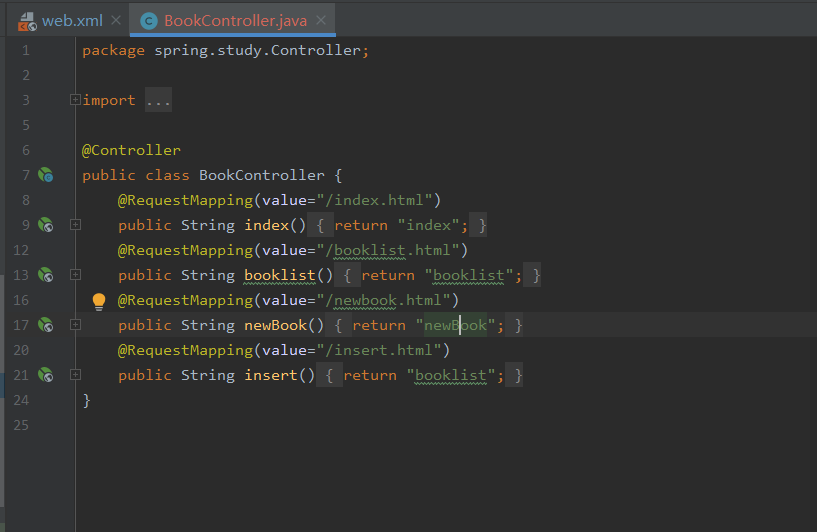 web.xml × BookController.java ×
1 package spring.study.Controller;
2
3 import ...
5
6 @Controller
7 public class BookController {
8 @RequestMapping(value="/index.html")
9 public String index() { return "index"; }
12 @RequestMapping(value="/booklist.html")
13 public String booklist() { return "booklist"; }
16 @RequestMapping(value="/newbook.html")
17 public String newBook() { return "newBook"; }
20 @RequestMapping(value="/insert.html")
21 public String insert() { return "booklist"; }
24 }
25